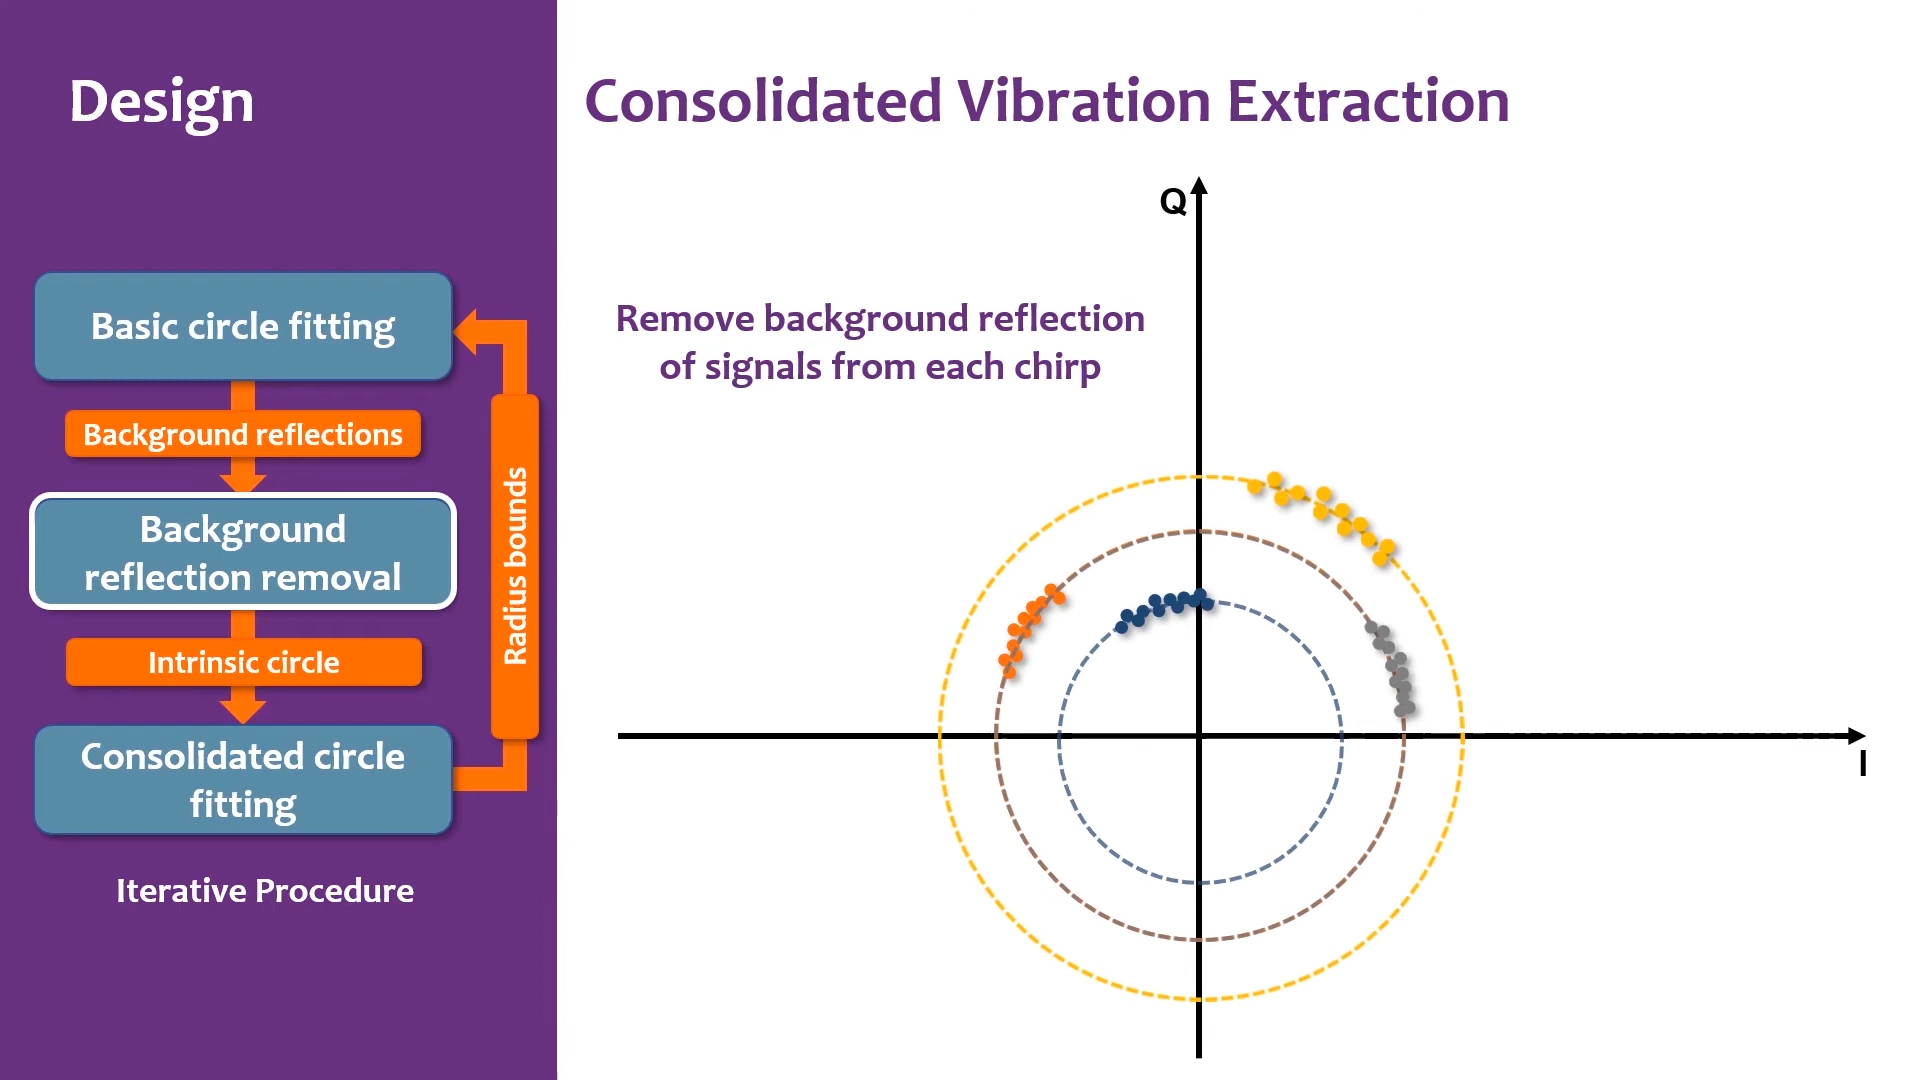 Design
Consolidated Vibration Extraction
Basic circle fitting
Background reflections
Background
reflection removal
Intrinsic circle
Consolidated circle
fitting
Radius bounds
Iterative Procedure
Remove background reflection
of signals from each chirp
Q
I